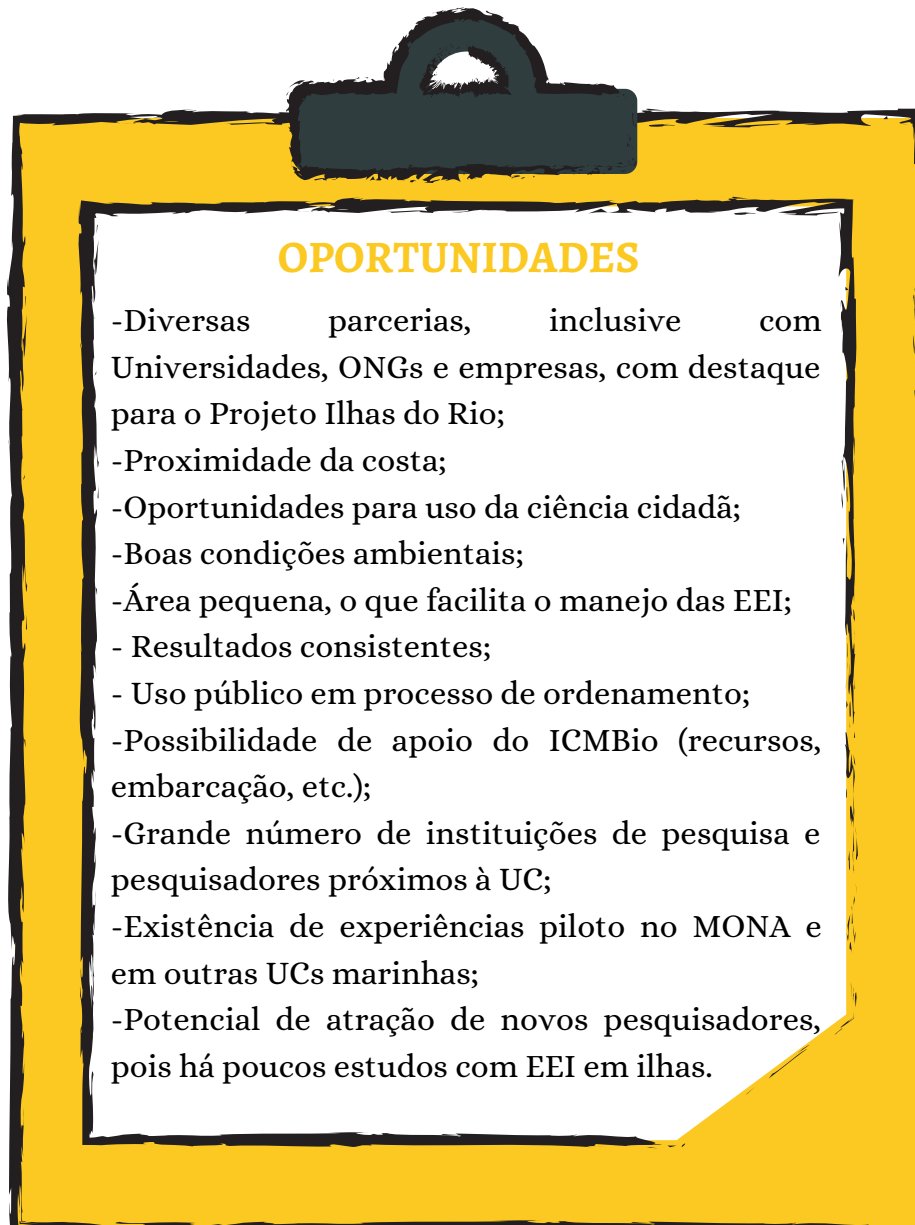 OPORTUNIDADES
-Diversas parcerias, inclusive com
Universidades, ONGs e empresas, com destaque
para o Projeto Ilhas do Rio;
-Proximidade da costa;
-Oportunidades para uso da ciência cidadã;
-Boas condições ambientais;
-Área pequena, o que facilita o manejo das EEI;
- Resultados consistentes;
- Uso público em processo de ordenamento;
-Possibilidade de apoio do ICMBio (recursos,
embarcação, etc.);
-Grande número de instituições de pesquisa e
pesquisadores próximos à UC;
-Existência de experiências piloto no MONA e
em outras UCs marinhas;
-Potencial de atração de novos pesquisadores,
pois há poucos estudos com EEI em ilhas.